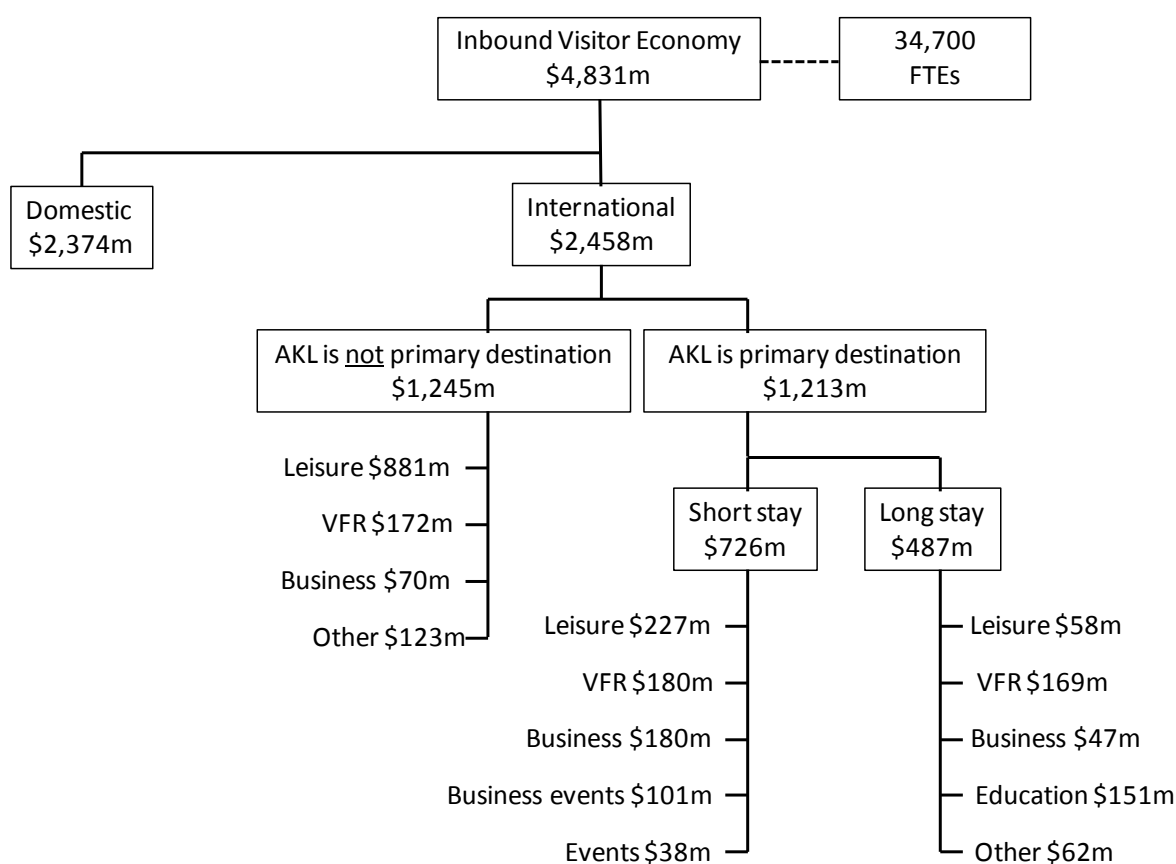 Inbound Visitor Economy
$4,831m
34,700
FTEs
Domestic
$2,374m
International
$2,458m
AKL is not primary destination
$1,245m
AKL is primary destination
$1,213m
Leisure $881m
VFR $172m
Business $70m
Other $123m
Short stay
$726m
Long stay
$487m
Leisure $227m
VFR $180m
Business $180m
Business events $101m
Events $38m
Leisure $58m
VFR $169m
Business $47m
Education $151m
Other $62m